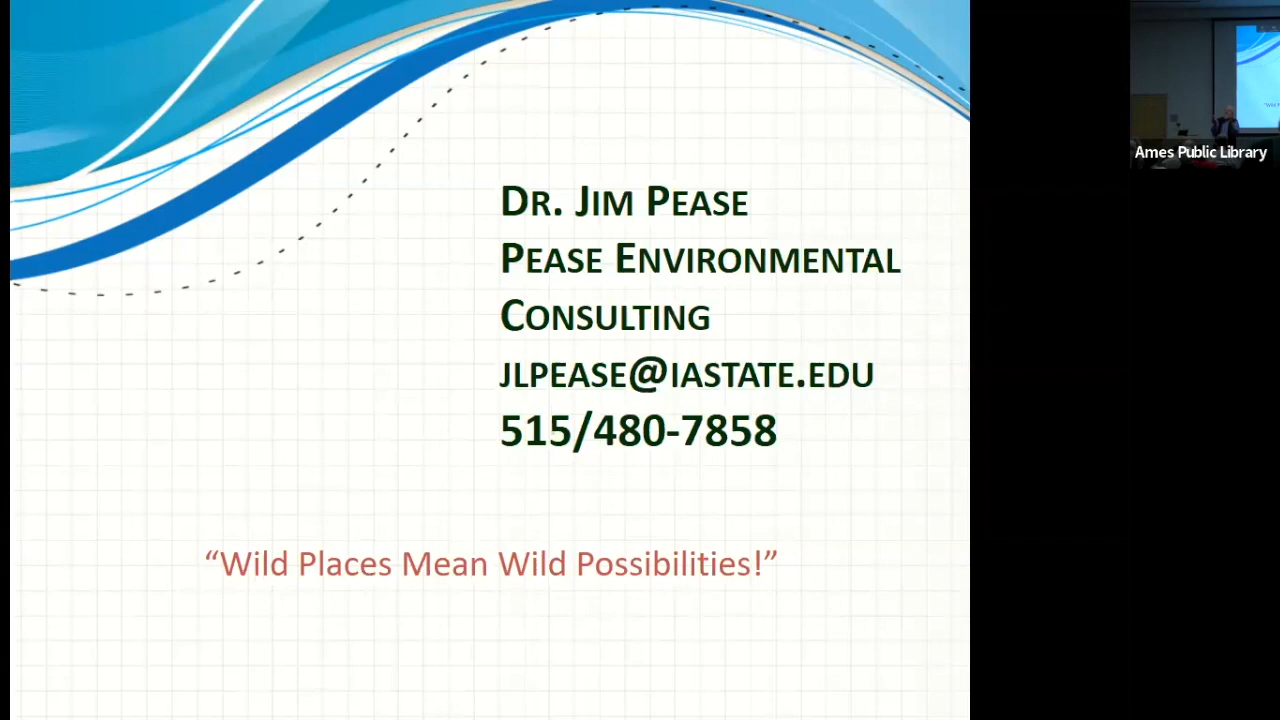 Dr. Jim Pease
Pease Environmental
Consulting
jlpease@iastate.edu
515/480-7858
“Wild Places Mean Wild Possibilities!”
Ames Public Library